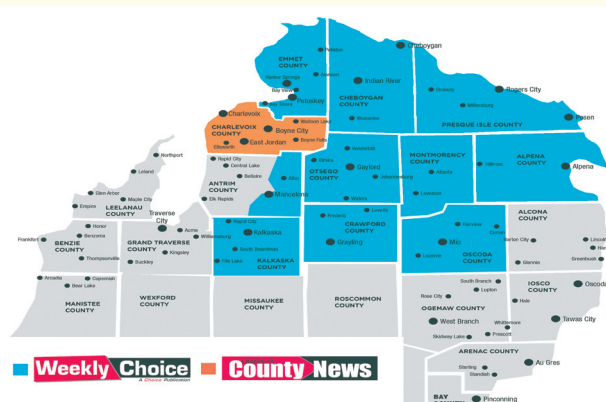 Cheboygan
EMMET
COUNTY
Pellston
Harbor Springs
Bay View
Petoskey
Indian River
CHEBOYGAN
COUNTY
Wolverine
Onaway
Rogers City
Millersburg
Posen
PRESQUE ISLE COUNTY
Charlevoix
CHARLEVOIX
COUNTY
Boyne City
Walloon Lake
East Jordan
Boyne Falls
Ellsworth
Northport
Leland
Glen Arbor
Maple City
Empire
LEELANAU
COUNTY
Rapid City
Central Lake
Bellaire
ANTRIM
COUNTY
Elk Rapids
Alba
Mancelona
Vanderbilt
Elmira
OTSEGO
COUNTY
Gaylord
Johannesburg
Waters
MONTMORENCY
COUNTY
Atlanta
Hillman
Lewiston
ALPENA
COUNTY
Alpena
Traverse
City
Acme
Williamsburg
Frankfort
Honor
Benzonia
Thompsonville
BENZIE
COUNTY
GRAND TRAVERSE
COUNTY
Kingsley
Buckley
Kalkaska
South Boardman
Fife Lake
KALKASKA
COUNTY
Lovells
Frederic
CRAWFORD
COUNTY
Grayling
Fairview
Mio
Luzerne
OSCODA
COUNTY
ALCONA
COUNTY
Barton City
Glennie
Lincoln
Greenbush
Arcadia
Copemish
Bear Lake
MANISTEE
COUNTY
WEXFORD
COUNTY
MISSAUKEE
COUNTY
ROSCOMMON
COUNTY
South Branch
Lupton
Rose City
OGEMAW COUNTY
West Branch
Whittemore
Prescott
Skidway Lake
IOSCO
COUNTY
Hale
Oscoda
Tawas City
ARENAC COUNTY
Sterling
Standish
Au Gres
BAY
Pinconning
Weekly Choice
A Choice Publication
County News